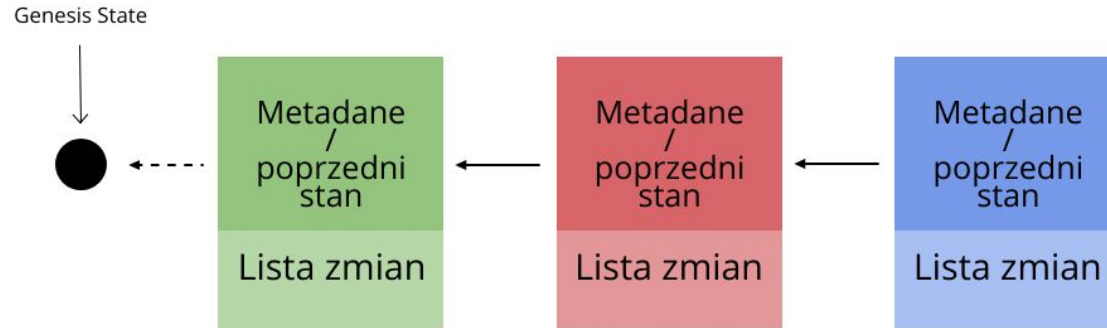 Genesis State
Metadane
/
poprzedni
stan
Lista zmian
Metadane
/
poprzedni
stan
Lista zmian
Metadane
/
poprzedni
stan
Lista zmian